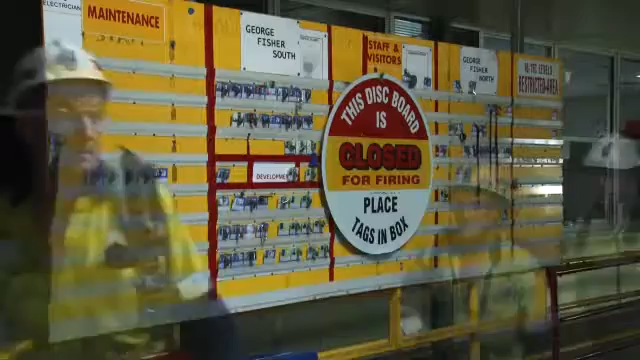 ELECTRICIAN
MAINTENANCE
GEORGE
FISHER
SOUTH
STAFF &
VISITORS
GEORGE
FISHER
NORTH
RESTRICTED AREA
DEVELOPMENT
THIS DISC BOARD
IS
CLOSED
FOR FIRING
PLACE
TAGS IN BOX